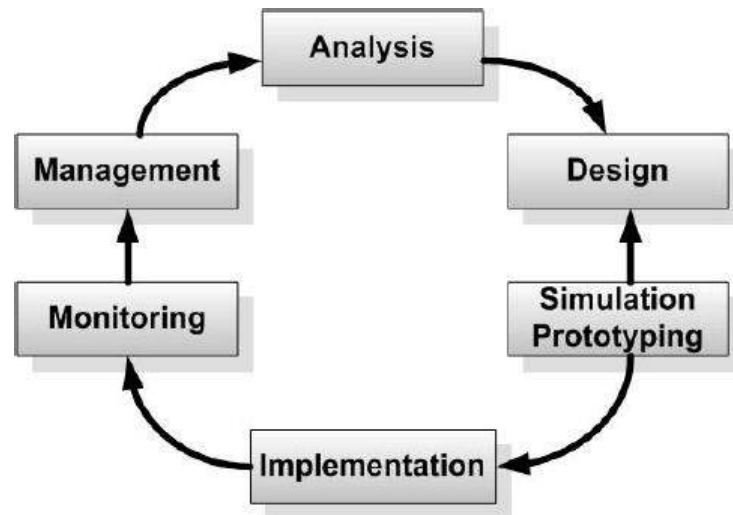 Analysis
Management
Design
Monitoring
Simulation
Prototyping
Implementation